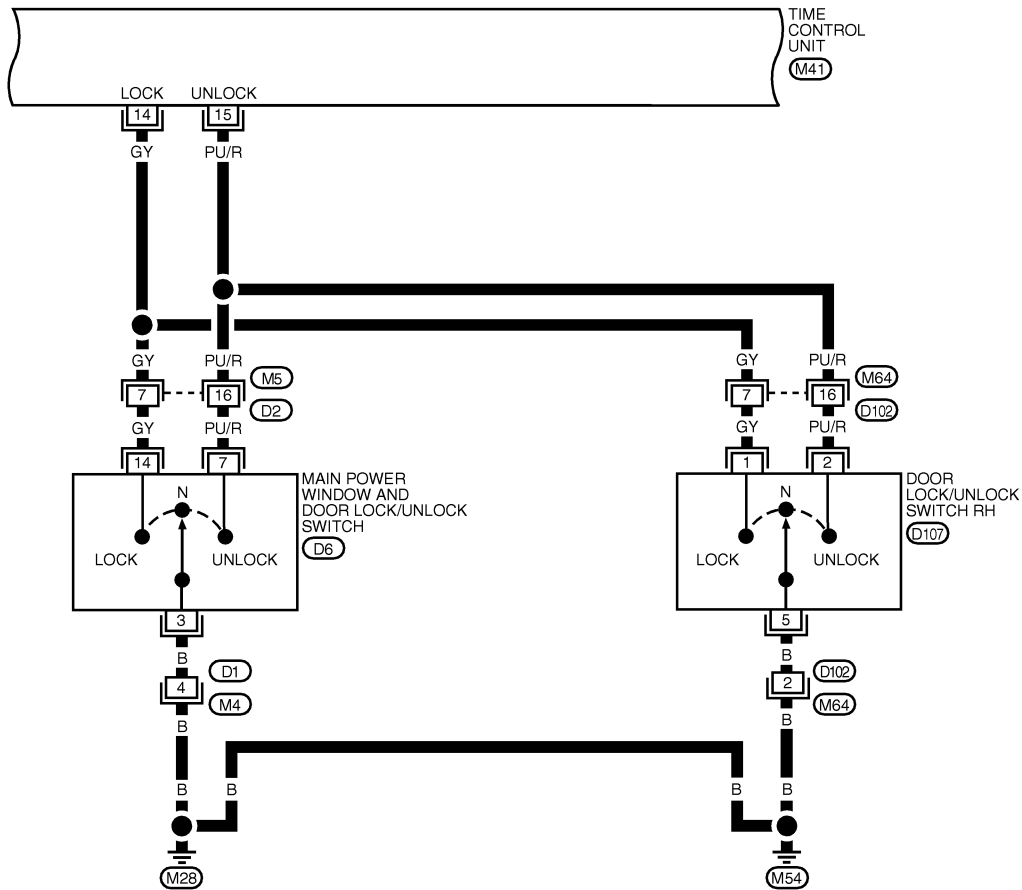 TIME
CONTROL
UNIT
M41
LOCK UNLOCK
14 15
GY PU/R
GY PU/R
M5
7 16
D2
GY PU/R
14 7
GY PU/R
M64
7 16
D102
GY PU/R
1 2
MAIN POWER
WINDOW AND
DOOR LOCK/UNLOCK
SWITCH
D6
N
LOCK UNLOCK
3
B
D1
4
M4
B
DOOR
LOCK/UNLOCK
SWITCH RH
D107
N
LOCK UNLOCK
5
B
D102
2
M64
B
B B B B
M28 M54